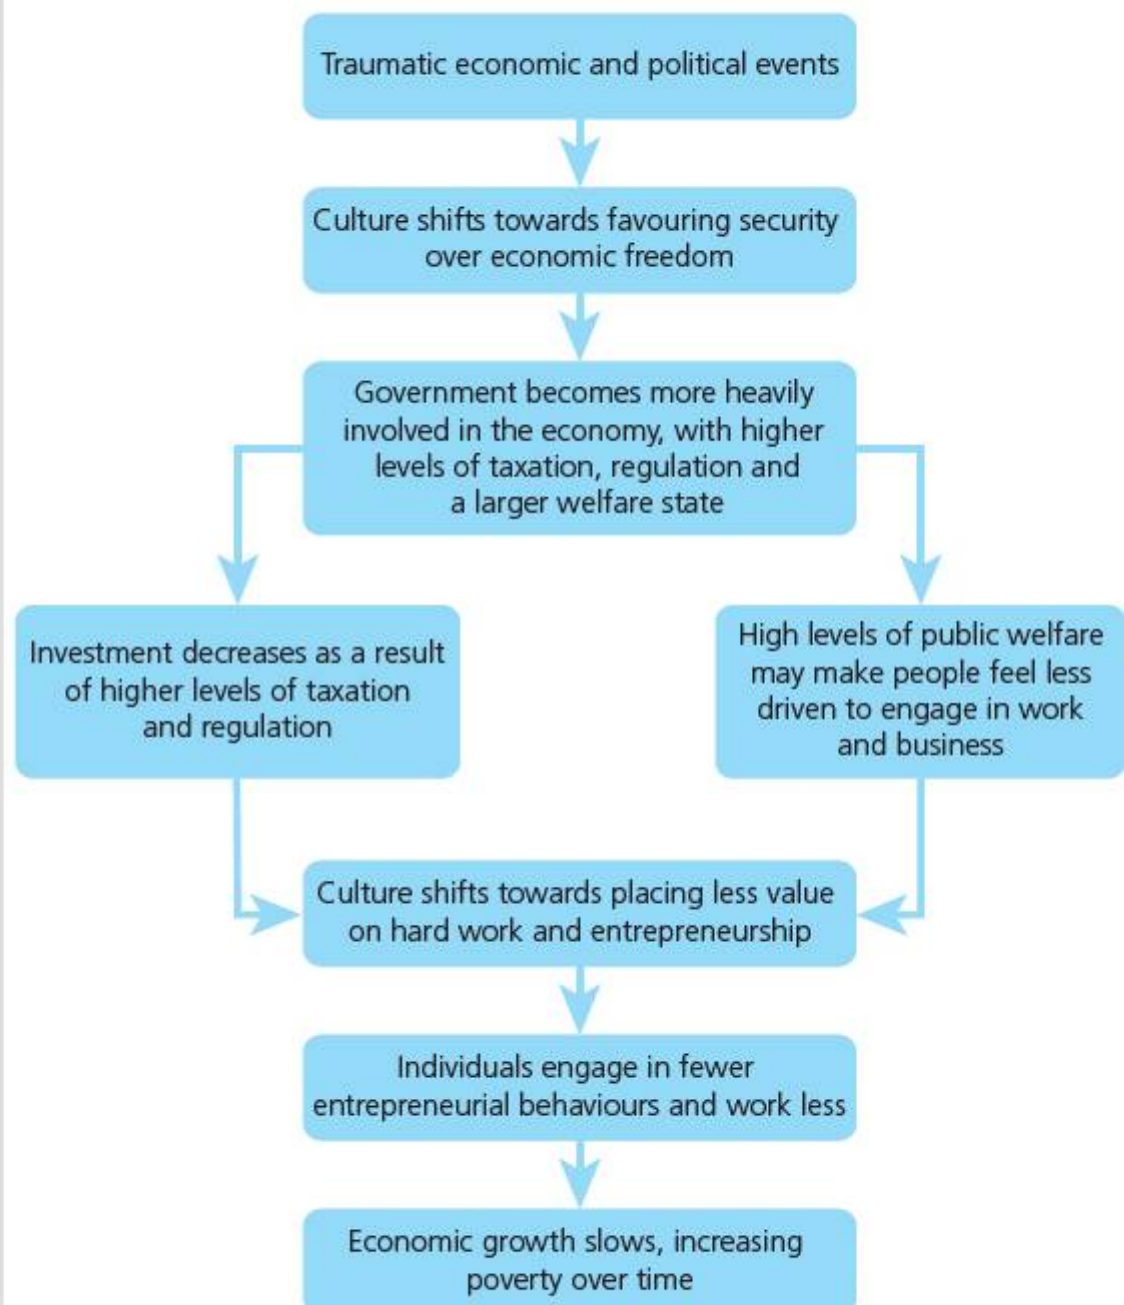 Traumatic economic and political events
Culture shifts towards favouring security
over economic freedom
Government becomes more heavily
involved in the economy, with higher
levels of taxation, regulation and
a larger welfare state
Investment decreases as a result
of higher levels of taxation
and regulation
High levels of public welfare
may make people feel less
driven to engage in work
and business
Culture shifts towards placing less value
on hard work and entrepreneurship
Individuals engage in fewer
entrepreneurial behaviours and work less
Economic growth slows, increasing
poverty over time